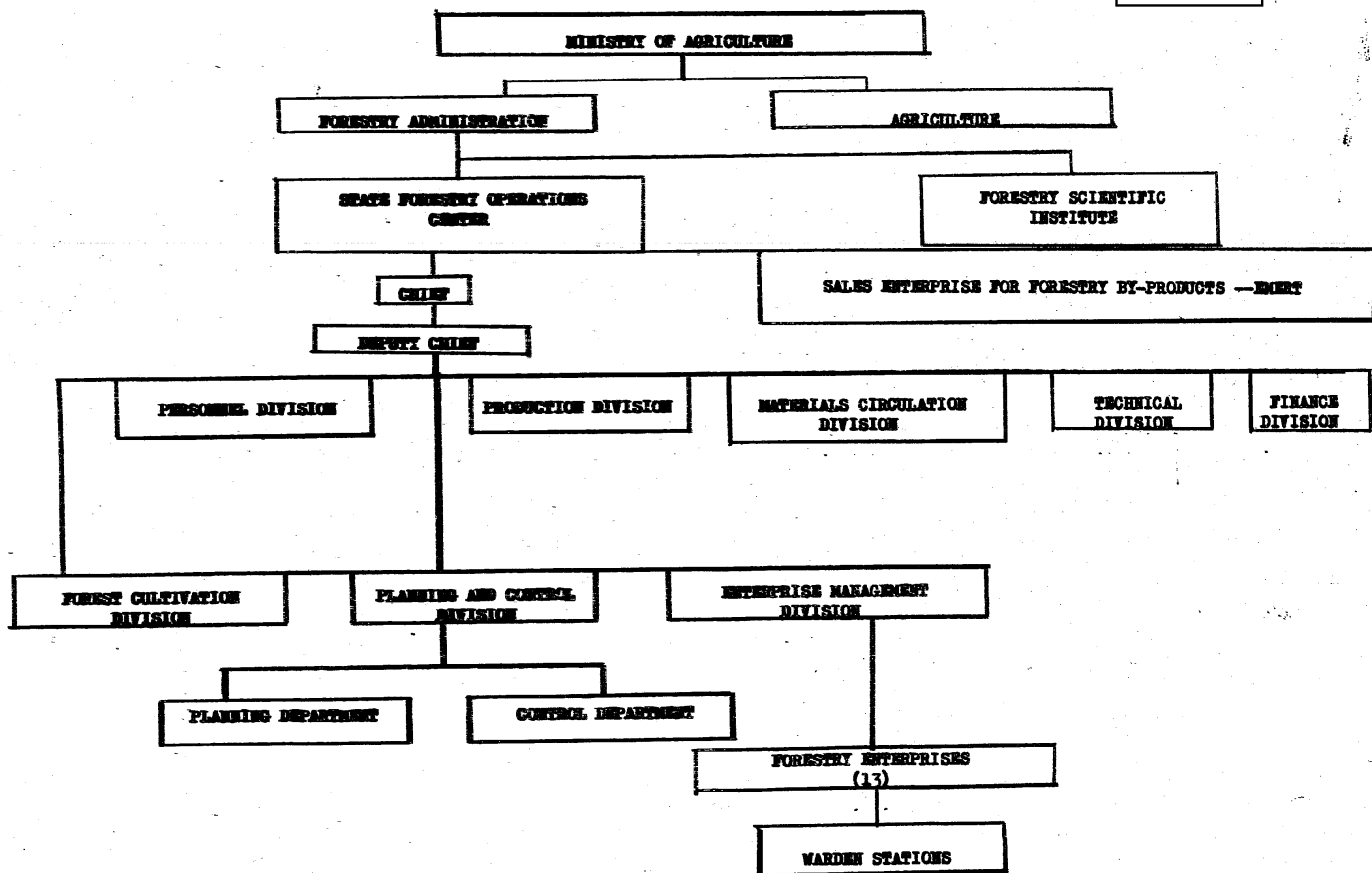 MINISTRY OF AGRICULTURE
FORESTRY ADMINISTRATION
AGRICULTURE
STATE FORESTRY OPERATIONS
CENTER
FORESTRY SCIENTIFIC
INSTITUTE
SALES ENTERPRISE FOR FORESTRY BY-PRODUCTS —EMERT
CHIEF
DEPUTY CHIEF
PERSONNEL DIVISION
PRODUCTION DIVISION
MATERIALS CIRCULATION
DIVISION
TECHNICAL
DIVISION
FINANCE
DIVISION
FOREST CULTIVATION
DIVISION
PLANNING AND CONTROL
DIVISION
ENTERPRISE MANAGEMENT
DIVISION
PLANNING DEPARTMENT
CONTROL DEPARTMENT
FORESTRY ENTERPRISES
(13)
WARDEN STATIONS